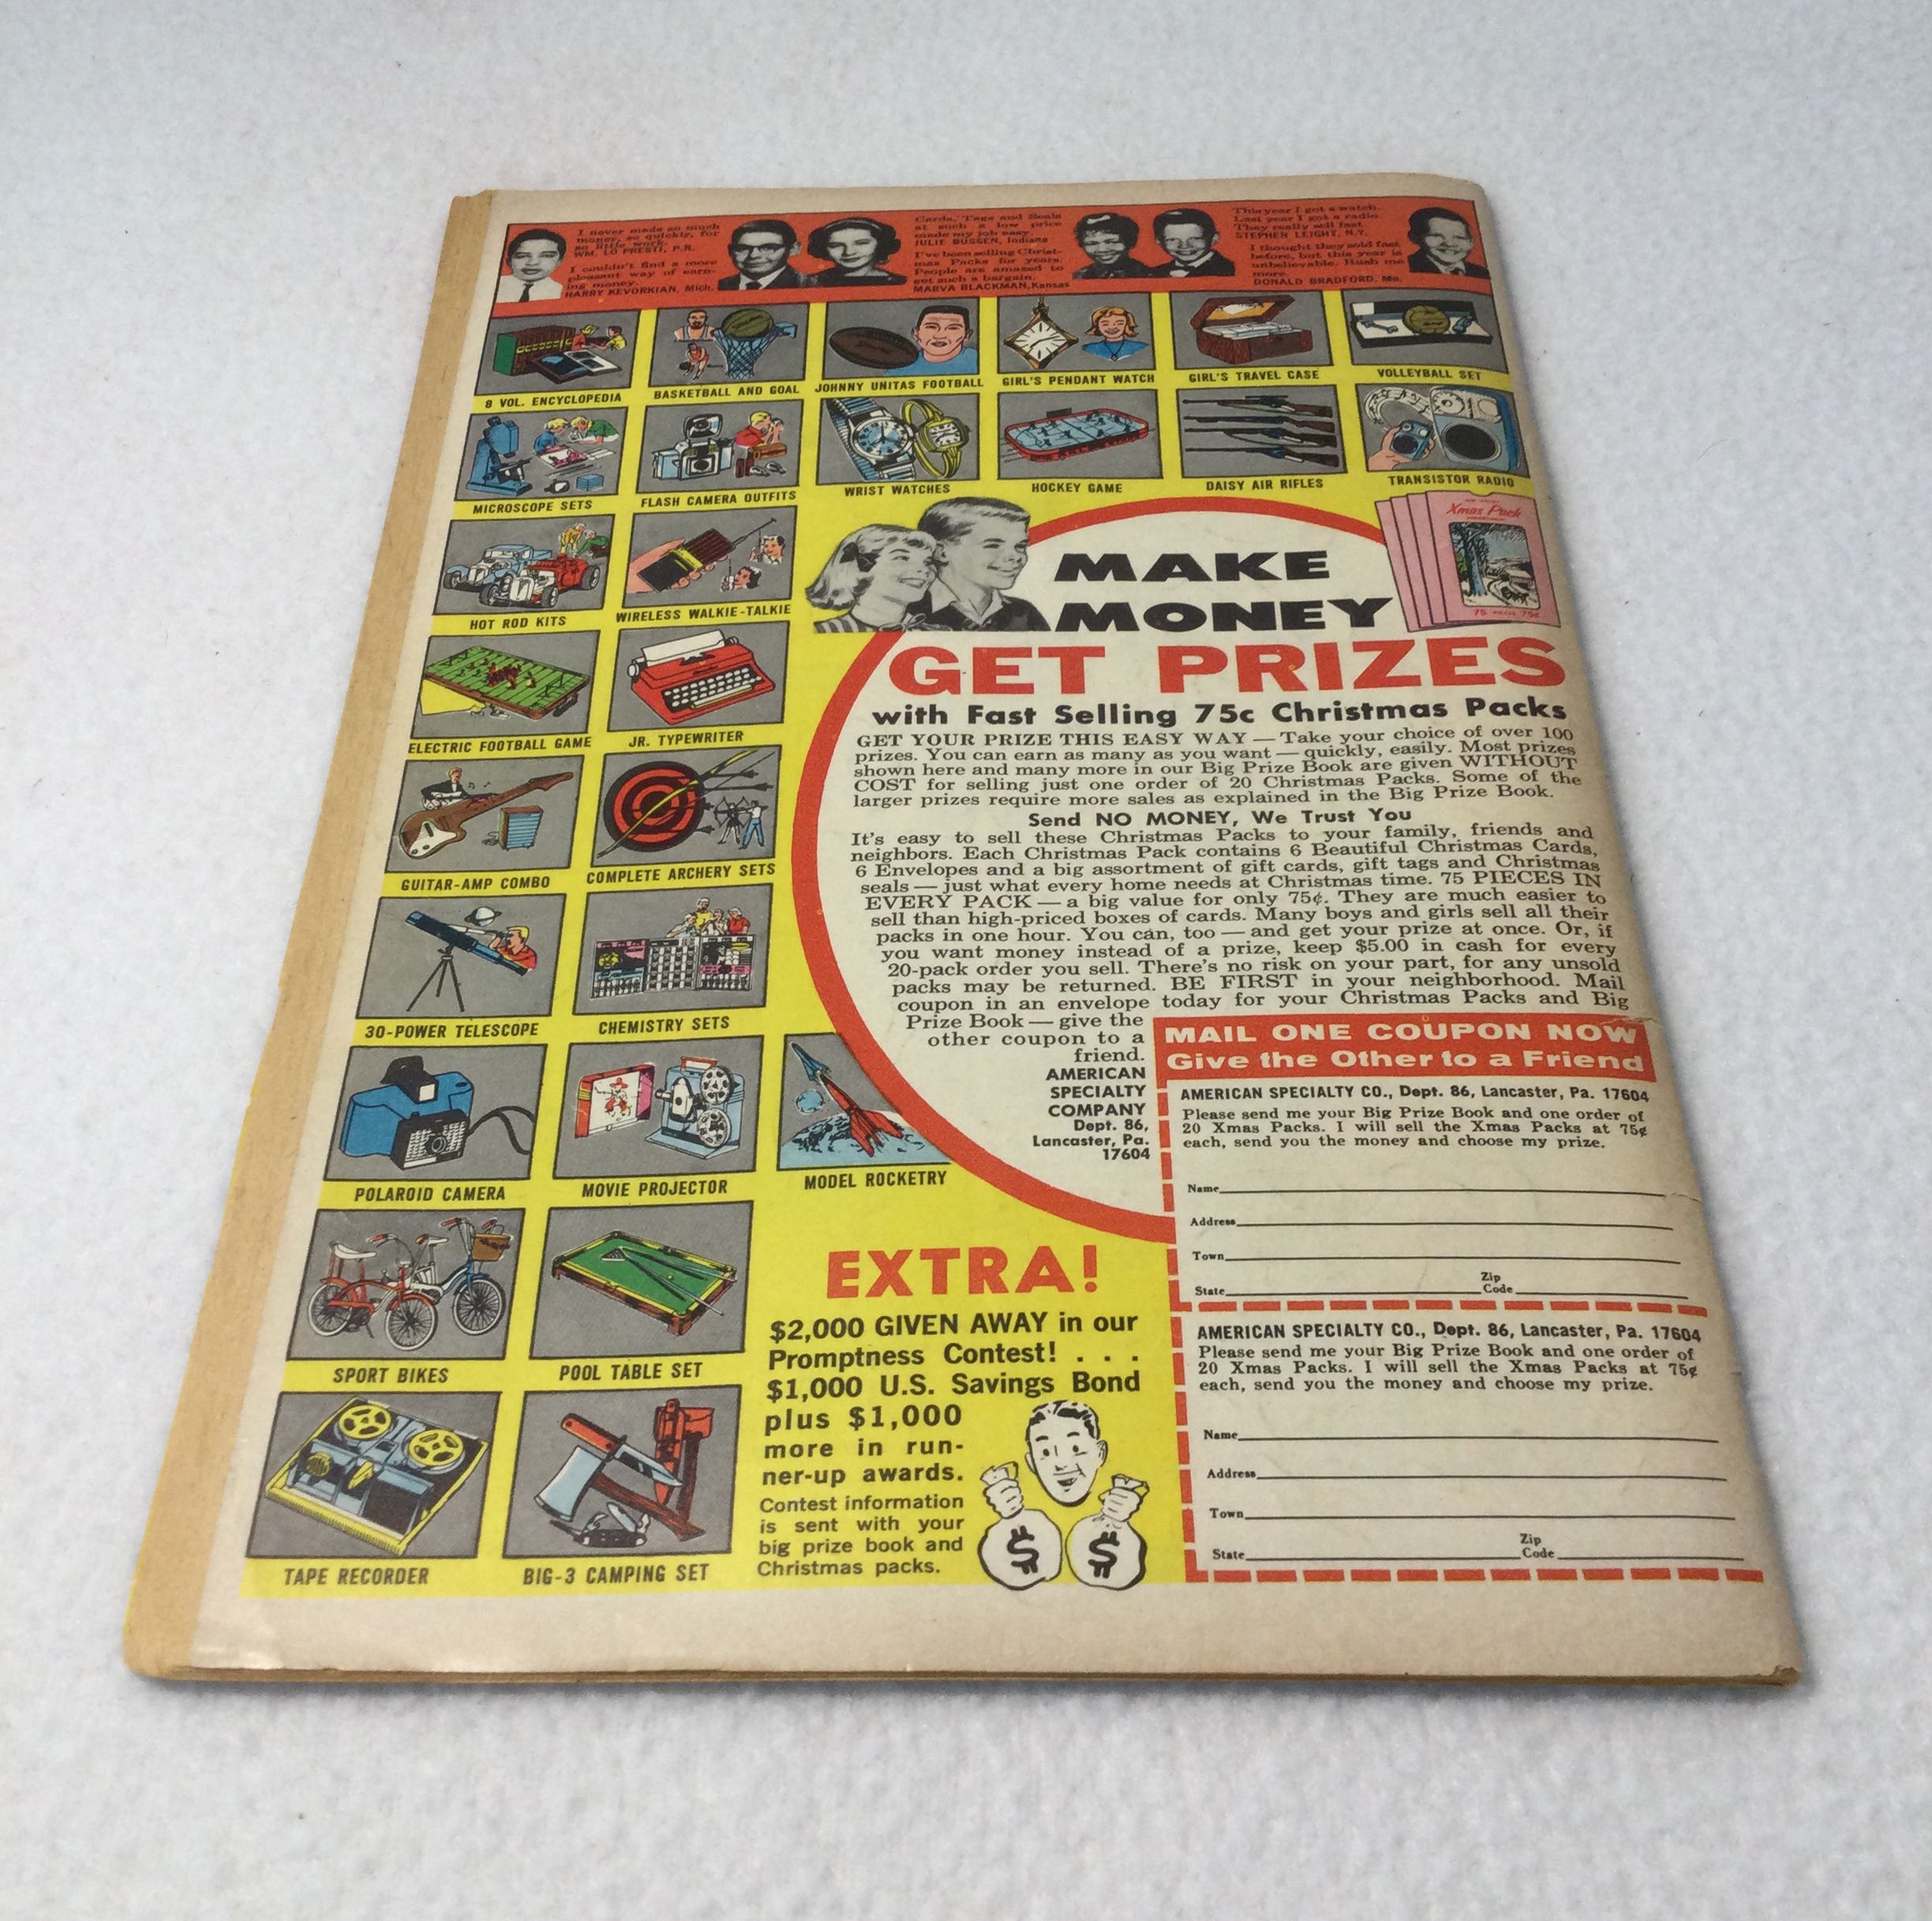 I never made so much
money, so quickly, for
so little work.
WM. LO PRESTI, P.R.
I couldn't find a more
pleasant way of earn-
ing money.
HARRY KEVORKIAN, Mich.
Cards, Tags and Seals
at such a low price
made my job easy.
JULIE BUSSEN, Indiana
I've been selling Christ-
mas Packs for years.
People are amazed to
get such a bargain.
MARVA BLACKMAN, Kansas
This year I got a watch.
Last year I got a radio.
They really sell fast.
STEPHEN LEIGHT, N.Y.
I thought they sold fast
before, but this year is
unbelievable. Rush me
more.
DONALD BRADFORD, Mo.
8 VOL. ENCYCLOPEDIA
BASKETBALL AND GOAL
JOHNNY UNITAS FOOTBALL
GIRL'S PENDANT WATCH
GIRL'S TRAVEL CASE
VOLLEYBALL SET
MICROSCOPE SETS
FLASH CAMERA OUTFITS
WRIST WATCHES
HOCKEY GAME
DAISY AIR RIFLES
TRANSISTOR RADIO
HOT ROD KITS
WIRELESS WALKIE-TALKIE
ELECTRIC FOOTBALL GAME
JR. TYPEWRITER
GUITAR-AMP COMBO
COMPLETE ARCHERY SETS
30-POWER TELESCOPE
CHEMISTRY SETS
POLAROID CAMERA
MOVIE PROJECTOR
MODEL ROCKETRY
SPORT BIKES
POOL TABLE SET
TAPE RECORDER
BIG-3 CAMPING SET
Xmas Pack
75 75¢
MAKE
MONEY
GET PRIZES
with Fast Selling 75c Christmas Packs
GET YOUR PRIZE THIS EASY WAY — Take your choice of over 100
prizes. You can earn as many as you want — quickly, easily. Most prizes
shown here and many more in our Big Prize Book are given WITHOUT
COST for selling just one order of 20 Christmas Packs. Some of the
larger prizes require more sales as explained in the Big Prize Book.
Send NO MONEY, We Trust You
It's easy to sell these Christmas Packs to your family, friends and
neighbors. Each Christmas Pack contains 6 Beautiful Christmas Cards,
6 Envelopes and a big assortment of gift cards, gift tags and Christmas
seals — just what every home needs at Christmas time. 75 PIECES IN
EVERY PACK — a big value for only 75¢. They are much easier to
sell than high-priced boxes of cards. Many boys and girls sell all their
packs in one hour. You can, too — and get your prize at once. Or, if
you want money instead of a prize, keep $5.00 in cash for every
20-pack order you sell. There's no risk on your part, for any unsold
packs may be returned. BE FIRST in your neighborhood. Mail
coupon in an envelope today for your Christmas Packs and Big
Prize Book — give the
other coupon to a
friend.
AMERICAN
SPECIALTY
COMPANY
Dept. 86,
Lancaster, Pa.
17604
MAIL ONE COUPON NOW
Give the Other to a Friend
AMERICAN SPECIALTY CO., Dept. 86, Lancaster, Pa. 17604
Please send me your Big Prize Book and one order of
20 Xmas Packs. I will sell the Xmas Packs at 75¢
each, send you the money and choose my prize.
Name
Address
Town
State Zip Code
AMERICAN SPECIALTY CO., Dept. 86, Lancaster, Pa. 17604
Please send me your Big Prize Book and one order of
20 Xmas Packs. I will sell the Xmas Packs at 75¢
each, send you the money and choose my prize.
Name
Address
Town
State Zip Code
EXTRA!
$2,000 GIVEN AWAY in our
Promptness Contest! . . .
$1,000 U.S. Savings Bond
plus $1,000
more in run-
ner-up awards.
Contest information
is sent with your
big prize book and
Christmas packs.
$ $